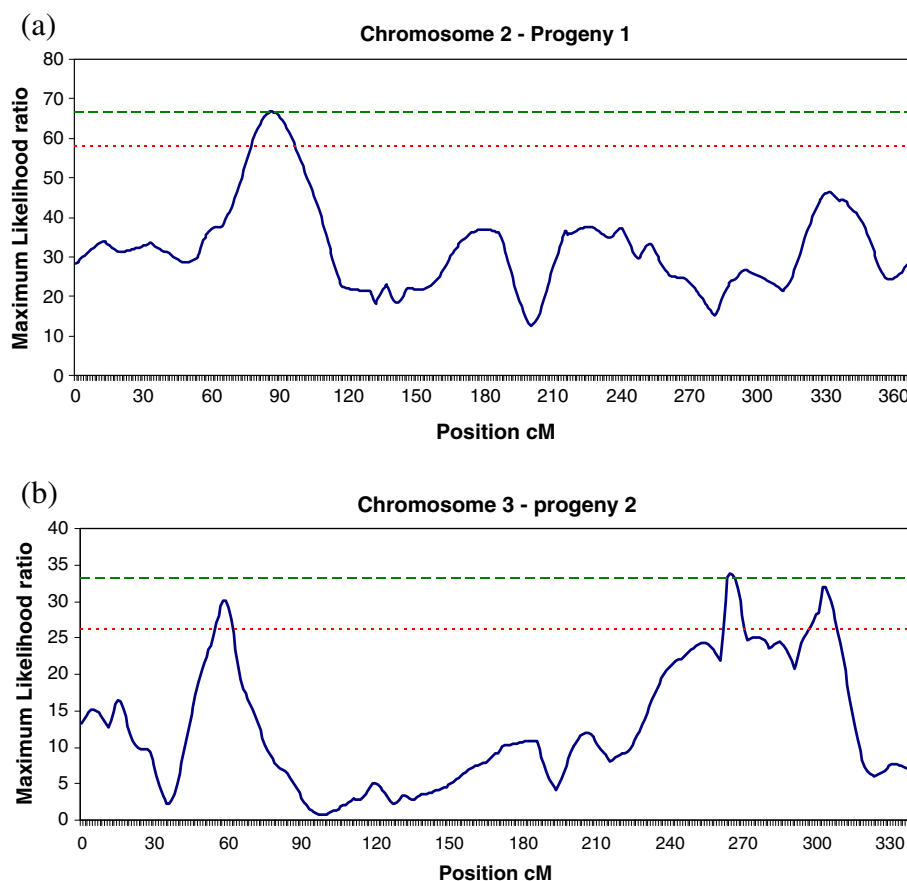 (a)
Chromosome 2 - Progeny 1
Maximum Likelihood ratio
80
70
60
50
40
30
20
10
0
0 30 60 90 120 150 180 210 240 270 300 330 360
Position cM
(b)
Chromosome 3 - progeny 2
Maximum Likelihood ratio
40
35
30
25
20
15
10
5
0
0 30 60 90 120 150 180 210 240 270 300 330
Position cM